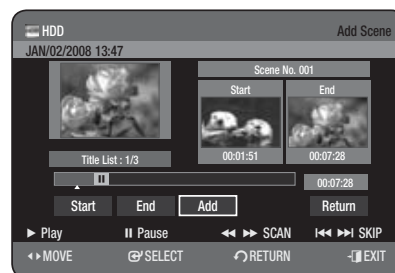 HDD Add Scene
JAN/02/2008 13:47
Scene No. 001
Start End
Title List : 1/3 00:01:51 00:07:28
00:07:28
Start End Add Return
► Play II Pause ◄◄ ►► SCAN I◄◄ ►►I SKIP
◄► MOVE SELECT RETURN EXIT